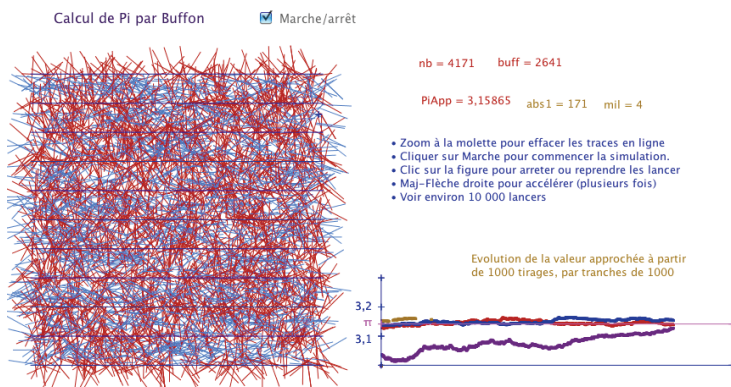 Calcul de Pi par Buffon
Marche/arrêt
nb = 4171
buff = 2641
PiApp = 3,15865
abs1 = 171
mil = 4
• Zoom à la molette pour effacer les traces en ligne
• Cliquer sur Marche pour commencer la simulation.
• Clic sur la figure pour arreter ou reprendre les lancer
• Maj-Flèche droite pour accélérer (plusieurs fois)
• Voir environ 10 000 lancers
Evolution de la valeur approchée à partir
de 1000 tirages, par tranches de 1000
3,2
π
3,1